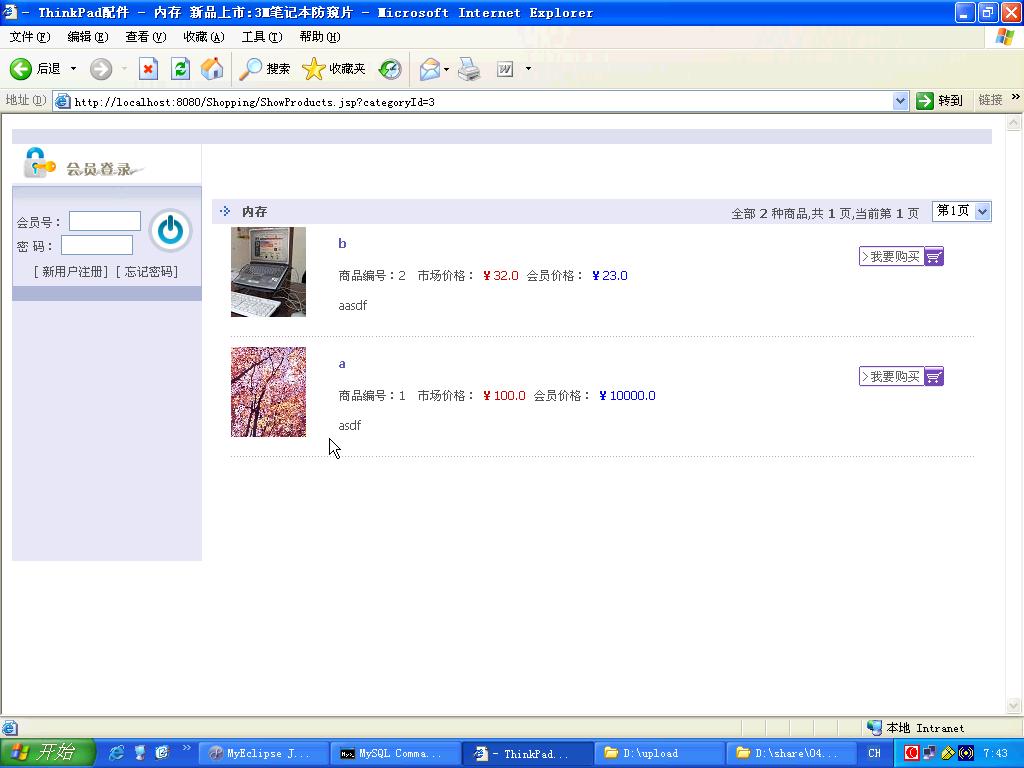 - ThinkPad配件 - 内存 新品上市:3M笔记本防窥片 - Microsoft Internet Explorer
文件(F) 编辑(E) 查看(V) 收藏(A) 工具(T) 帮助(H)
后退 搜索 收藏夹
地址(D) http://localhost:8080/Shopping/ShowProducts.jsp?categoryId=3 转到 链接 »
会员登录
会员号：
密 码：
[ 新用户注册] [ 忘记密码]
内存 全部 2 种商品,共 1 页,当前第 1 页 第1页
b
>我要购买
商品编号：2 市场价格： ¥32.0 会员价格： ¥23.0
aasdf
a
>我要购买
商品编号：1 市场价格： ¥100.0 会员价格： ¥10000.0
asdf
本地 Intranet
开始 » MyEclipse J... MySQL Comma... - ThinkPad... D:\upload D:\share\04... CH 7:43